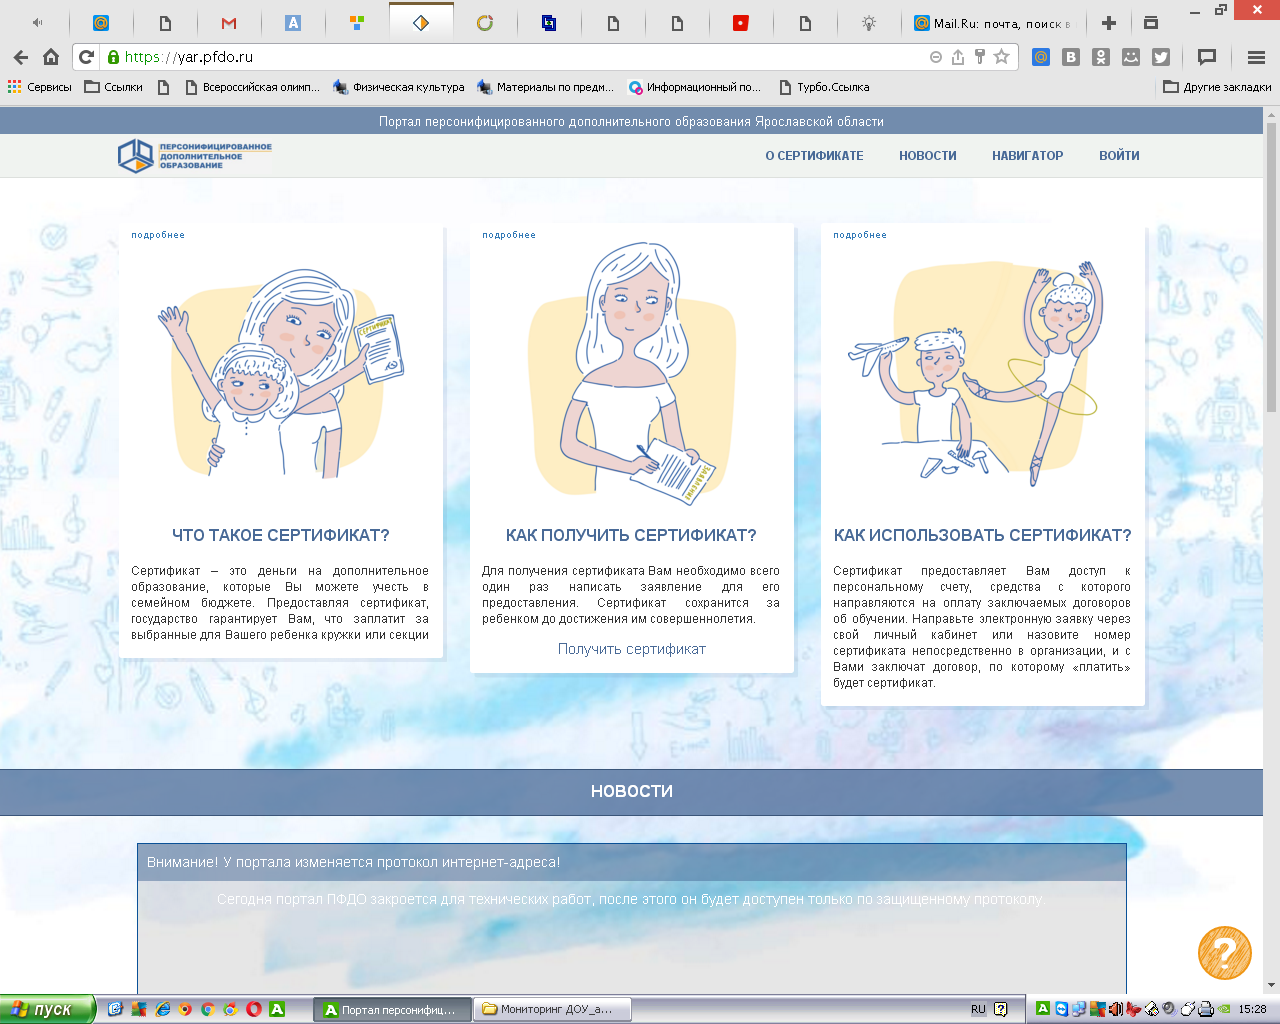 Mail.Ru: почта, поиск в
https://yar.pfdo.ru
Сервисы
Ссылки
Всероссийская олимп...
Физическая культура
Материалы по предм...
Информационный по...
Турбо.Ссылка
Другие закладки
Портал персонифицированного дополнительного образования Ярославской области
ПЕРСОНИФИЦИРОВАННОЕ
ДОПОЛНИТЕЛЬНОЕ
ОБРАЗОВАНИЕ
О СЕРТИФИКАТЕ
НОВОСТИ
НАВИГАТОР
ВОЙТИ
подробнее
ЧТО ТАКОЕ СЕРТИФИКАТ?
Сертификат – это деньги на дополнительное
образование, которые Вы можете учесть в
семейном бюджете. Предоставляя сертификат,
государство гарантирует Вам, что заплатит за
выбранные для Вашего ребенка кружки или секции
подробнее
КАК ПОЛУЧИТЬ СЕРТИФИКАТ?
Для получения сертификата Вам необходимо всего
один раз написать заявление для его
предоставления. Сертификат сохранится за
ребенком до достижения им совершеннолетия.
Получить сертификат
подробнее
КАК ИСПОЛЬЗОВАТЬ СЕРТИФИКАТ?
Сертификат предоставляет Вам доступ к
персональному счету, средства с которого
направляются на оплату заключаемых договоров
об обучении. Направьте электронную заявку через
свой личный кабинет или назовите номер
сертификата непосредственно в организации, и с
Вами заключат договор, по которому «платить»
будет сертификат.
НОВОСТИ
Внимание! У портала изменяется протокол интернет-адреса!
Сегодня портал ПФДО закроется для технических работ, после этого он будет доступен только по защищенному протоколу.
пуск
Портал персонифиц...
Мониторинг ДОУ_а...
RU
15:28